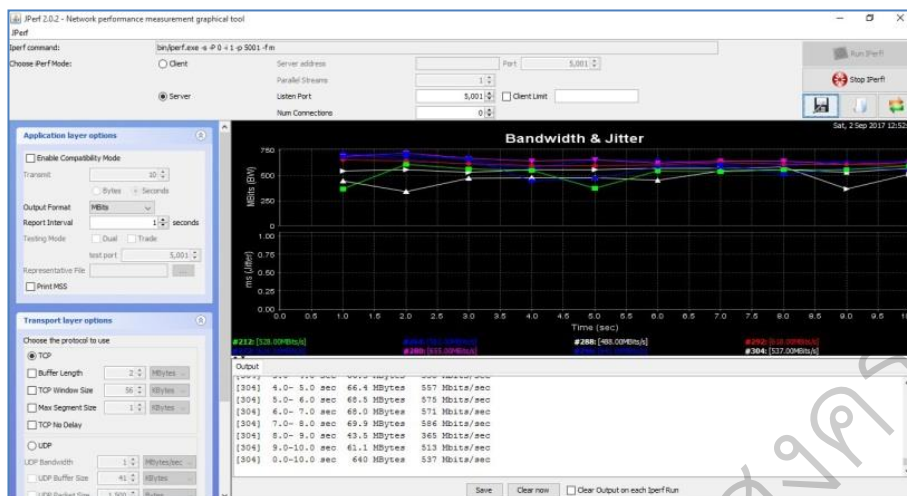 JPerf 2.0.2 - Network performance measurement graphical tool
JPerf
Iperf command:
bin/iperf.exe -s -P 0 -i 1 -p 5001 -f m
Choose iPerf Mode:
Client
Server address
Port
5,001
Parallel Streams
1
Server
Listen Port
5,001
Client Limit
Num Connections
0
Run IPerf!
Stop IPerf!
Application layer options
Enable Compatibility Mode
Transmit
10
Bytes
Seconds
Output Format
MBits
Report Interval
1
seconds
Testing Mode
Dual
Trade
test port
5,001
Representative File
...
Print MSS
Transport layer options
Choose the protocol to use
TCP
Buffer Length
2
MBytes
TCP Window Size
56
KBytes
Max Segment Size
1
KBytes
TCP No Delay
UDP
UDP Bandwidth
1
MBytes/sec
UDP Buffer Size
41
KBytes
UDP Packet Size
1,500
Bytes
Sat, 2 Sep 2017 12:52:
Bandwidth & Jitter
MBits (BW)
750
500
250
0
ms (Jitter)
1.00
0.75
0.50
0.25
0.00
0.0 0.5 1.0 1.5 2.0 2.5 3.0 3.5 4.0 4.5 5.0 5.5 6.0 6.5 7.0 7.5 8.0 8.5 9.0 9.5 10
Time (sec)
#212: [528.00MBits/s]
#288: [488.00MBits/s]
#292: [618.00MBits/s]
#280: [633.00MBits/s]
#304: [537.00MBits/s]
Output
[304] 4.0- 5.0 sec 66.4 MBytes 557 Mbits/sec
[304] 5.0- 6.0 sec 68.5 MBytes 575 Mbits/sec
[304] 6.0- 7.0 sec 68.0 MBytes 571 Mbits/sec
[304] 7.0- 8.0 sec 69.9 MBytes 586 Mbits/sec
[304] 8.0- 9.0 sec 43.5 MBytes 365 Mbits/sec
[304] 9.0-10.0 sec 61.1 MBytes 513 Mbits/sec
[304] 0.0-10.0 sec 640 MBytes 537 Mbits/sec
Save
Clear now
Clear Output on each Iperf Run